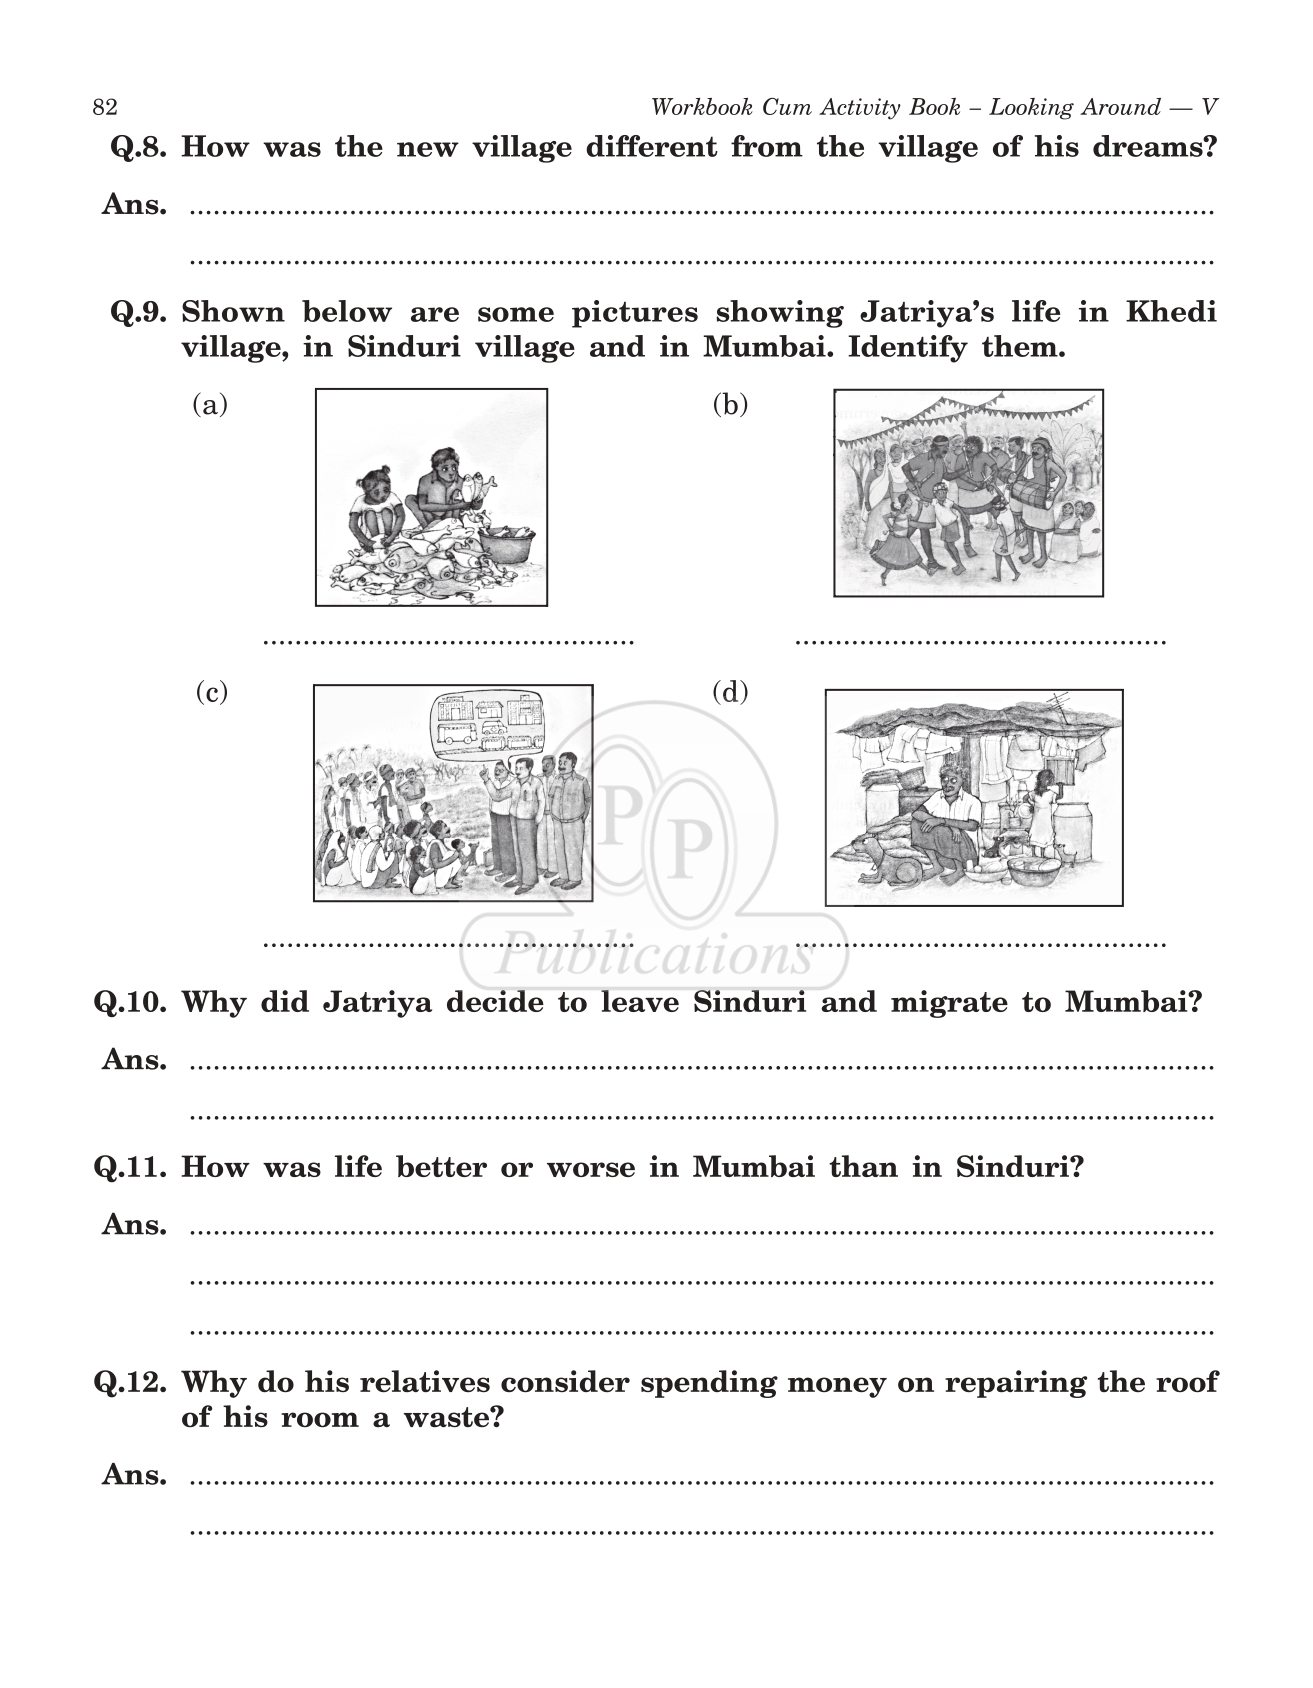 82 Workbook Cum Activity Book – Looking Around — V
Q.8. How was the new village different from the village of his dreams?
Ans. ........................................
........................................
Q.9. Shown below are some pictures showing Jatriya's life in Khedi
village, in Sinduri village and in Mumbai. Identify them.
(a) (b)
........................................ ........................................
(c) (d)
PP
Publications
........................................ ........................................
Q.10. Why did Jatriya decide to leave Sinduri and migrate to Mumbai?
Ans. ........................................
........................................
Q.11. How was life better or worse in Mumbai than in Sinduri?
Ans. ........................................
........................................
........................................
Q.12. Why do his relatives consider spending money on repairing the roof
of his room a waste?
Ans. ........................................
........................................